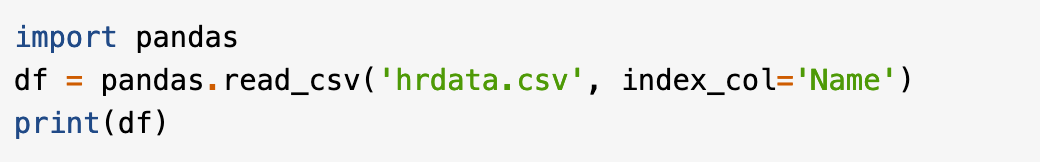 import pandas
df = pandas.read_csv('hrdata.csv', index_col='Name')
print(df)